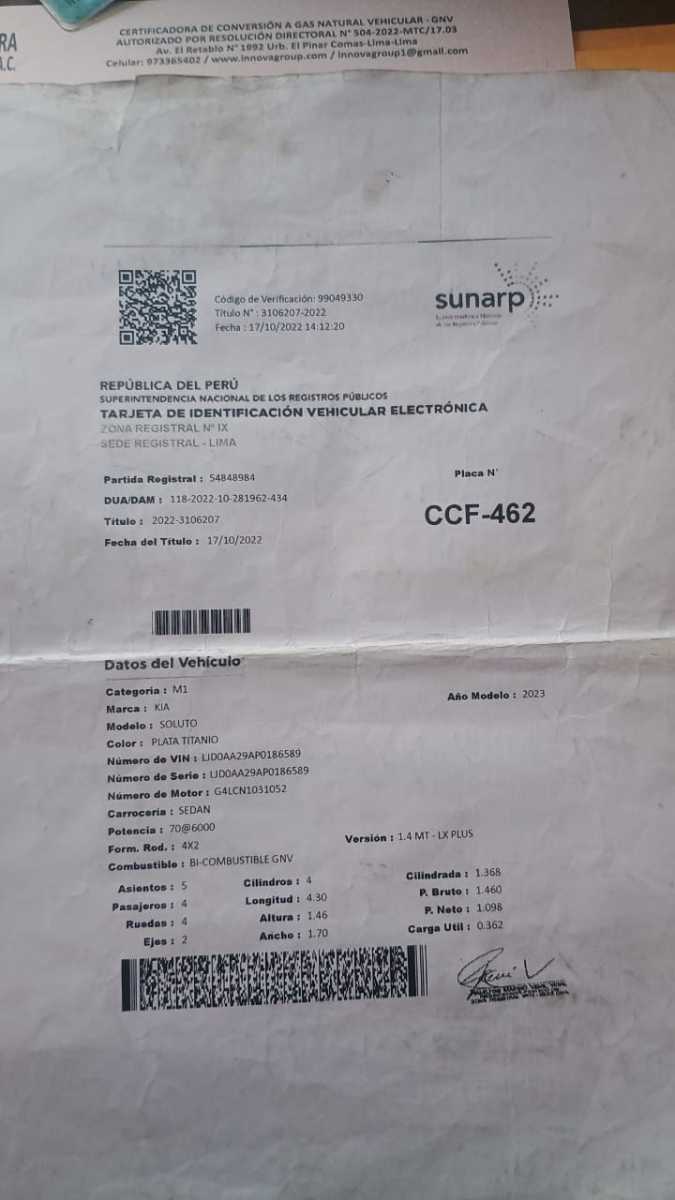 RA
A.C.
CERTIFICADORA DE CONVERSIÓN A GAS NATURAL VEHICULAR - GNV
AUTORIZADO POR RESOLUCIÓN DIRECTORAL N° 504-2022-MTC/17.03
Av. El Retablo N° 1892 Urb. El Pinar Comas-Lima-Lima
Celular: 973365402 / www.innovagroup.com / innovagroup1@gmail.com
Código de Verificación: 99049330
Título N° : 3106207-2022
Fecha : 17/10/2022 14:12:20
sunarp
REPÚBLICA DEL PERÚ
SUPERINTENDENCIA NACIONAL DE LOS REGISTROS PÚBLICOS
TARJETA DE IDENTIFICACIÓN VEHICULAR ELECTRÓNICA
ZONA REGISTRAL N° IX
SEDE REGISTRAL - LIMA
Partida Registral : 54848984
Placa N°
DUA/DAM : 118-2022-10-281962-434
CCF-462
Título : 2022-3106207
Fecha del Título : 17/10/2022
Datos del Vehículo
Categoría : M1
Año Modelo : 2023
Marca : KIA
Modelo : SOLUTO
Color : PLATA TITANIO
Número de VIN : LJD0AA29AP0186589
Número de Serie : LJD0AA29AP0186589
Número de Motor : G4LCN1031052
Carrocería : SEDAN
Potencia : 70@6000
Versión : 1.4 MT - LX PLUS
Form. Rod. : 4X2
Combustible : BI-COMBUSTIBLE GNV
Asientos : 5 Cilindros : 4 Cilindrada : 1.368
Pasajeros : 4 Longitud : 4.30 P. Bruto : 1.460
Ruedas : 4 Altura : 1.46 P. Neto : 1.098
Ejes : 2 Ancho : 1.70 Carga Util : 0.362